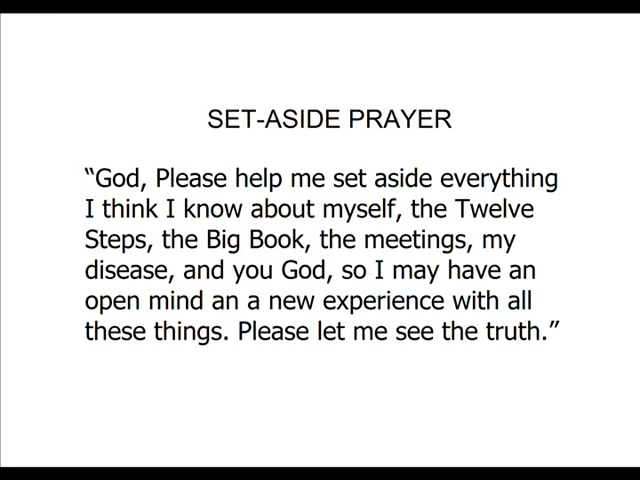 SET-ASIDE PRAYER
“God, Please help me set aside everything
I think I know about myself, the Twelve
Steps, the Big Book, the meetings, my
disease, and you God, so I may have an
open mind an a new experience with all
these things. Please let me see the truth.”